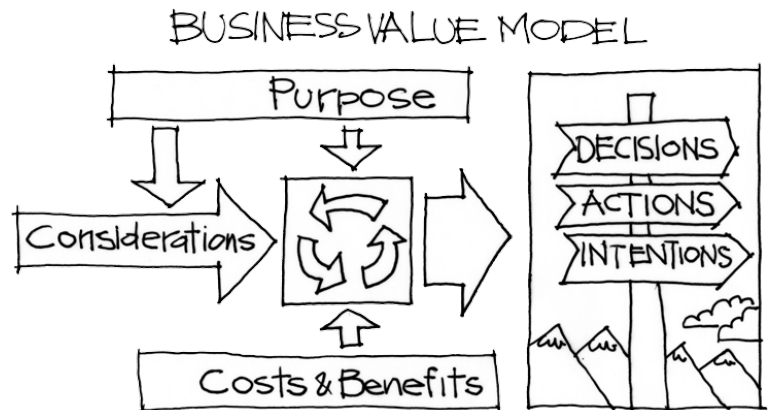 BUSINESS VALUE MODEL
Purpose
Considerations
Costs & Benefits
DECISIONS
ACTIONS
INTENTIONS